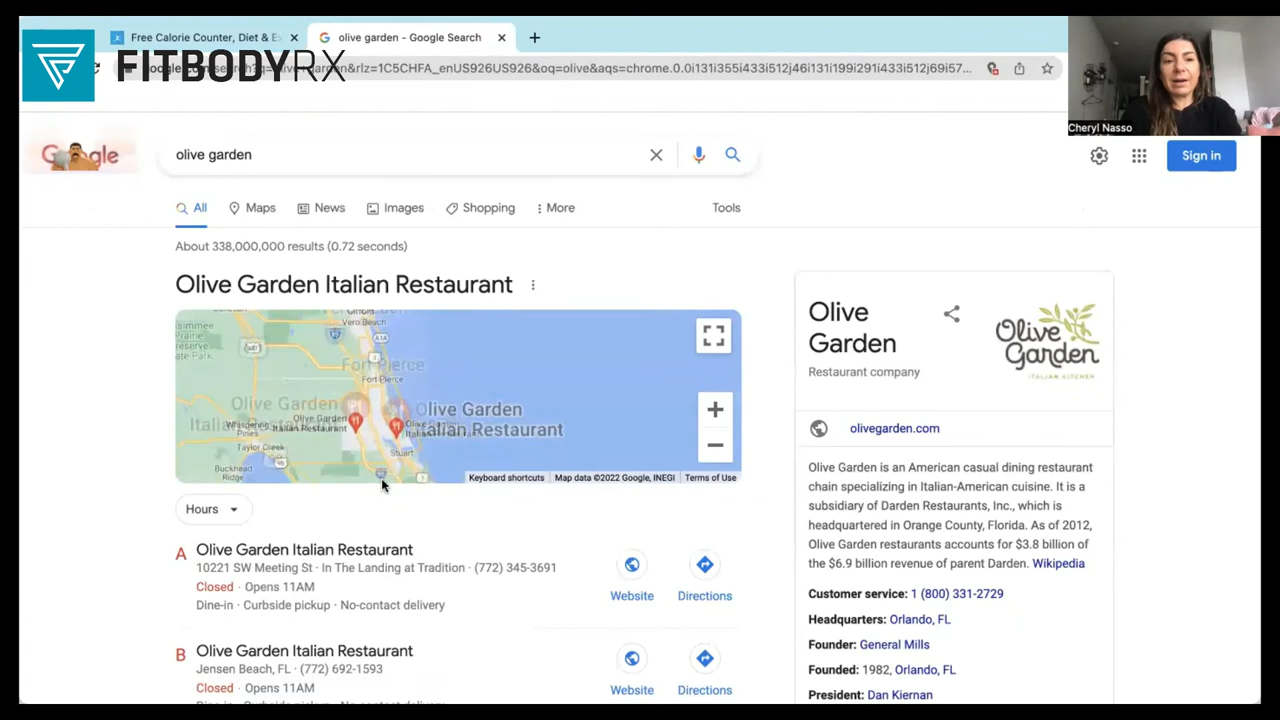 Free Calorie Counter, Diet & E
olive garden - Google Search
FITBODYRX
Cheryl Nasso
Google
olive garden
Sign in
All
Maps
News
Images
Shopping
More
Tools
About 338,000,000 results (0.72 seconds)
Olive Garden Italian Restaurant
Vero Beach
A1A
Fort Pierce
Fort Pierce
Olive Garden
Italian Restaurant
Olive Garden
Italian Restaurant
Taylor Creek
Stuart
Buckhead
Ridge
Keyboard shortcuts
Map data ©2022 Google, INEGI
Terms of Use
Hours
A
Olive Garden Italian Restaurant
10221 SW Meeting St · In The Landing at Tradition · (772) 345-3691
Closed · Opens 11AM
Dine-in · Curbside pickup · No-contact delivery
Website
Directions
B
Olive Garden Italian Restaurant
Jensen Beach, FL · (772) 692-1593
Closed · Opens 11AM
Website
Directions
Olive
Garden
Restaurant company
Olive
Garden
ITALIAN KITCHEN
olivegarden.com
Olive Garden is an American casual dining restaurant
chain specializing in Italian-American cuisine. It is a
subsidiary of Darden Restaurants, Inc., which is
headquartered in Orange County, Florida. As of 2012,
Olive Garden restaurants accounts for $3.8 billion of
the $6.9 billion revenue of parent Darden. Wikipedia
Customer service: 1 (800) 331-2729
Headquarters: Orlando, FL
Founder: General Mills
Founded: 1982, Orlando, FL
President: Dan Kiernan